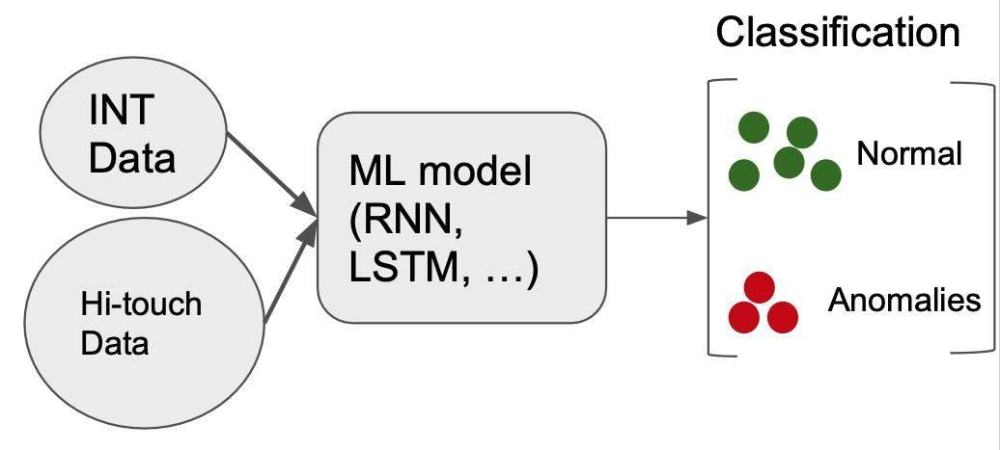 Classification
INT
Data
Hi-touch
Data
ML model
(RNN,
LSTM, …)
Normal
Anomalies